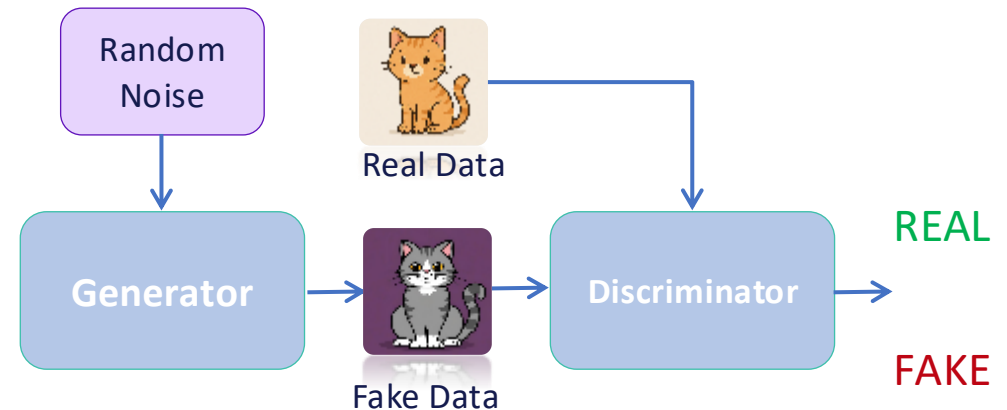 Random
Noise
Real Data
REAL
Generator
Discriminator
FAKE
Fake Data